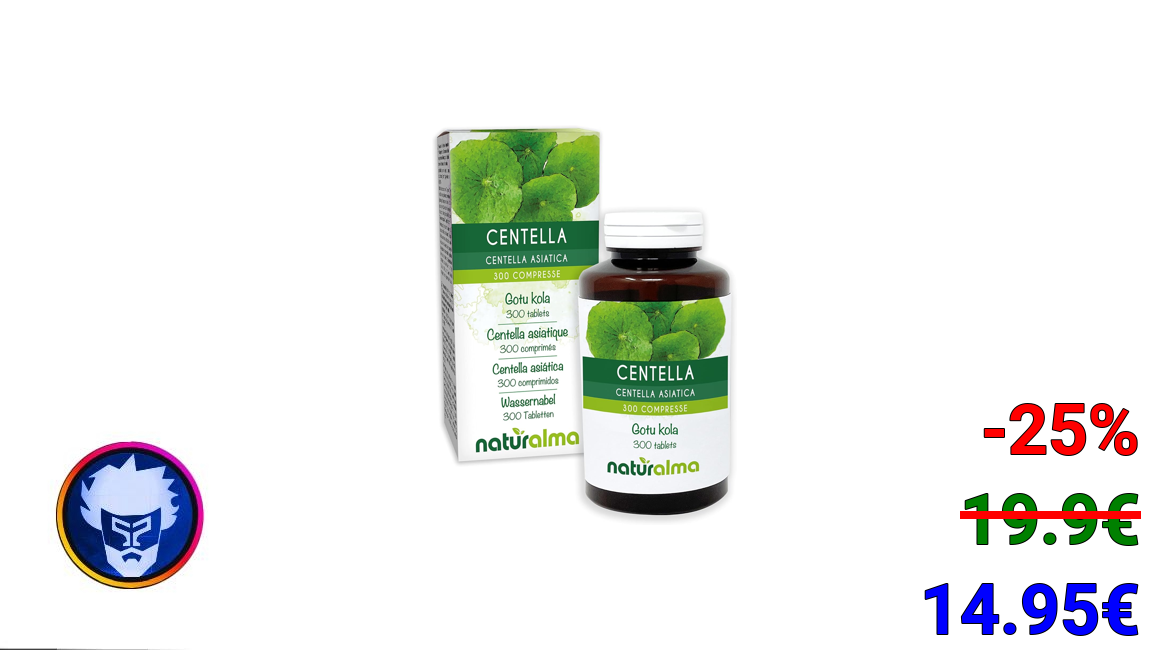 CENTELLA
CENTELLA ASIATICA
300 COMPRESSE
Gotu kola
300 tablets
Centella asiatique
300 comprimés
Centella asiática
300 comprimidos
Wassernabel
300 Tabletten
naturalma
CENTELLA
CENTELLA ASIATICA
300 COMPRESSE
Gotu kola
300 tablets
naturalma
-25%
19.9€
14.95€